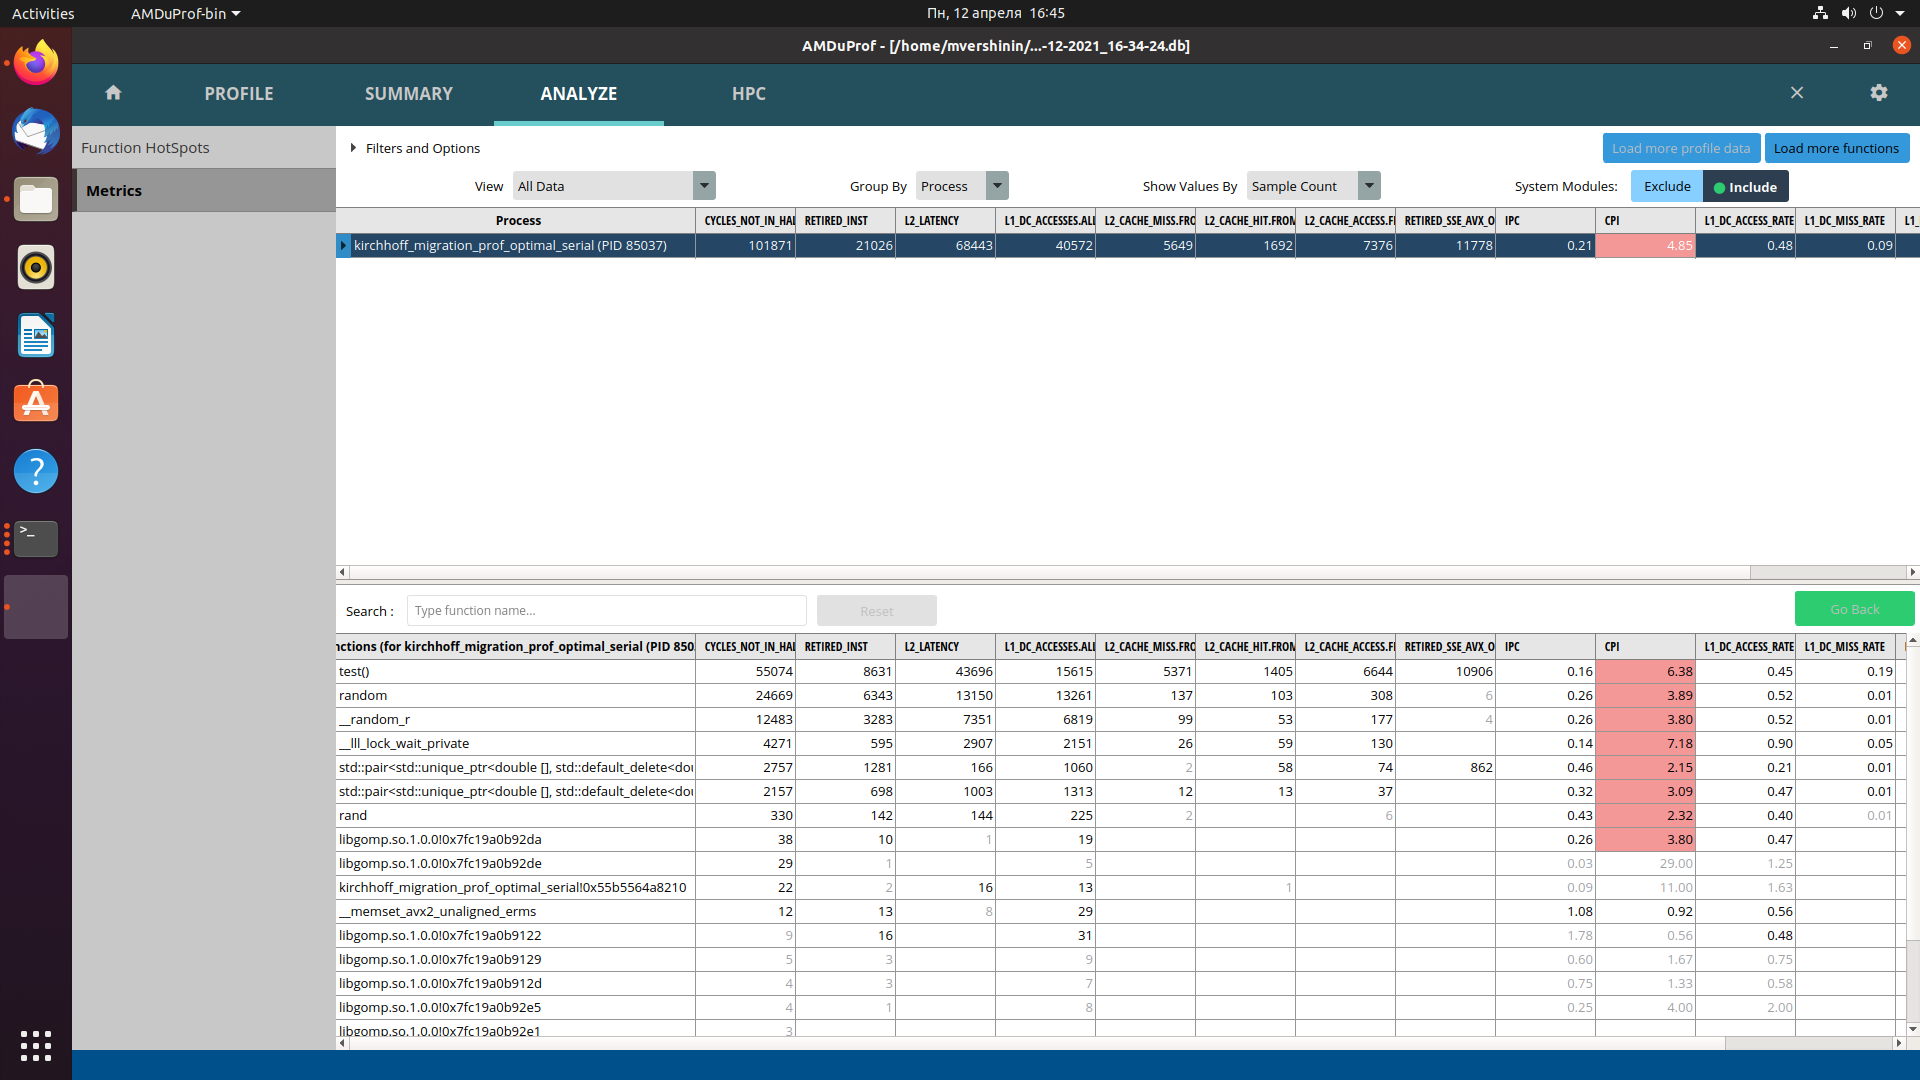 Activities AMDuProf-bin Пн, 12 апреля 16:45
AMDuProf - [/home/mvershinin/...-12-2021_16-34-24.db]
PROFILE SUMMARY ANALYZE HPC
Function HotSpots
Metrics
Filters and Options Load more profile data Load more functions
View All Data Group By Process Show Values By Sample Count System Modules: Exclude Include
Process CYCLES_NOT_IN_HAL RETIRED_INST L2_LATENCY L1_DC_ACCESSES.ALL L2_CACHE_MISS.FRO L2_CACHE_HIT.FROM L2_CACHE_ACCESS.FI RETIRED_SSE_AVX_O IPC CPI L1_DC_ACCESS_RATE L1_DC_MISS_RATE L1_
kirchhoff_migration_prof_optimal_serial (PID 85037) 101871 21026 68443 40572 5649 1692 7376 11778 0.21 4.85 0.48 0.09
Search : Type function name... Reset Go Back
nctions (for kirchhoff_migration_prof_optimal_serial (PID 850 CYCLES_NOT_IN_HAL RETIRED_INST L2_LATENCY L1_DC_ACCESSES.ALL L2_CACHE_MISS.FRO L2_CACHE_HIT.FROM L2_CACHE_ACCESS.FI RETIRED_SSE_AVX_O IPC CPI L1_DC_ACCESS_RATE L1_DC_MISS_RATE
test() 55074 8631 43696 15615 5371 1405 6644 10906 0.16 6.38 0.45 0.19
random 24669 6343 13150 13261 137 103 308 6 0.26 3.89 0.52 0.01
__random_r 12483 3283 7351 6819 99 53 177 4 0.26 3.80 0.52 0.01
__lll_lock_wait_private 4271 595 2907 2151 26 59 130 0.14 7.18 0.90 0.05
std::pair<std::unique_ptr<double [], std::default_delete<dou 2757 1281 166 1060 2 58 74 862 0.46 2.15 0.21 0.01
std::pair<std::unique_ptr<double [], std::default_delete<dou 2157 698 1003 1313 12 13 37 0.32 3.09 0.47 0.01
rand 330 142 144 225 2 6 0.43 2.32 0.40 0.01
libgomp.so.1.0.0!0x7fc19a0b92da 38 10 1 19 0.26 3.80 0.47
libgomp.so.1.0.0!0x7fc19a0b92de 29 1 5 0.03 29.00 1.25
kirchhoff_migration_prof_optimal_serial!0x55b5564a8210 22 2 16 13 1 0.09 11.00 1.63
__memset_avx2_unaligned_erms 12 13 8 29 1.08 0.92 0.56
libgomp.so.1.0.0!0x7fc19a0b9122 9 16 31 1.78 0.56 0.48
libgomp.so.1.0.0!0x7fc19a0b9129 5 3 9 0.60 1.67 0.75
libgomp.so.1.0.0!0x7fc19a0b912d 4 3 7 0.75 1.33 0.58
libgomp.so.1.0.0!0x7fc19a0b92e5 4 1 8 0.25 4.00 2.00
libgomp.so.1.0.0!0x7fc19a0b92e1 3